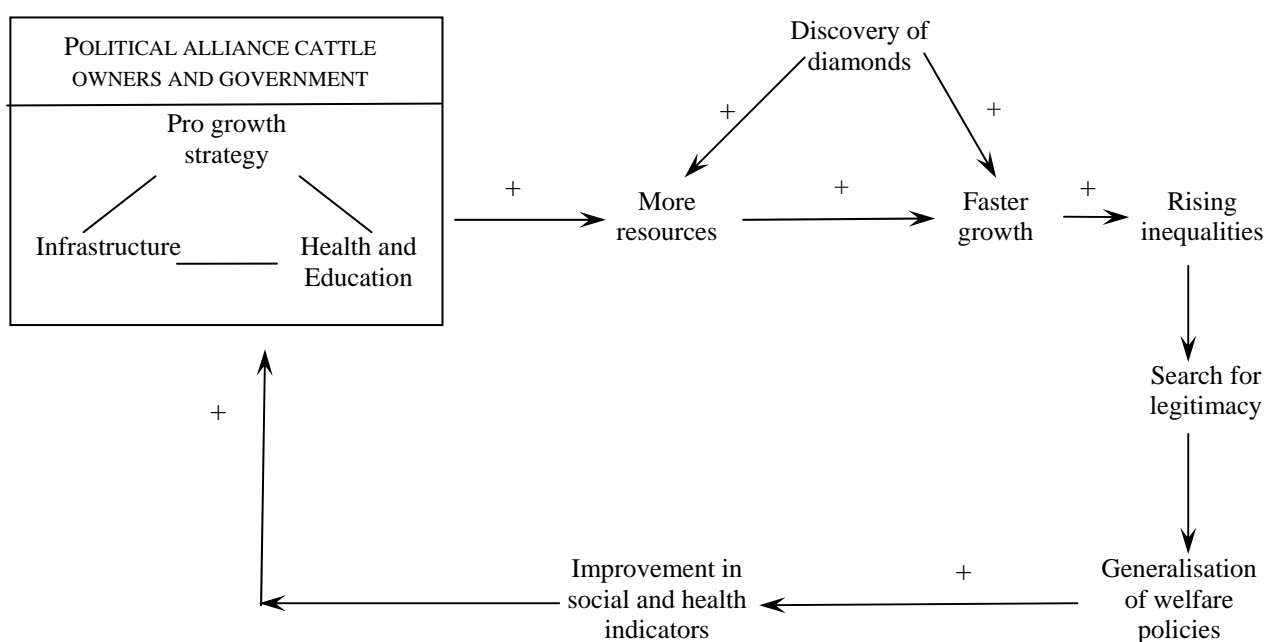 POLITICAL ALLIANCE CATTLE
OWNERS AND GOVERNMENT
Pro growth
strategy
Infrastructure
Health and
Education
+
More
resources
Discovery of
diamonds
+
+
+
Faster
growth
+
Rising
inequalities
Search for
legitimacy
Generalisation
of welfare
policies
+
Improvement in
social and health
indicators
+